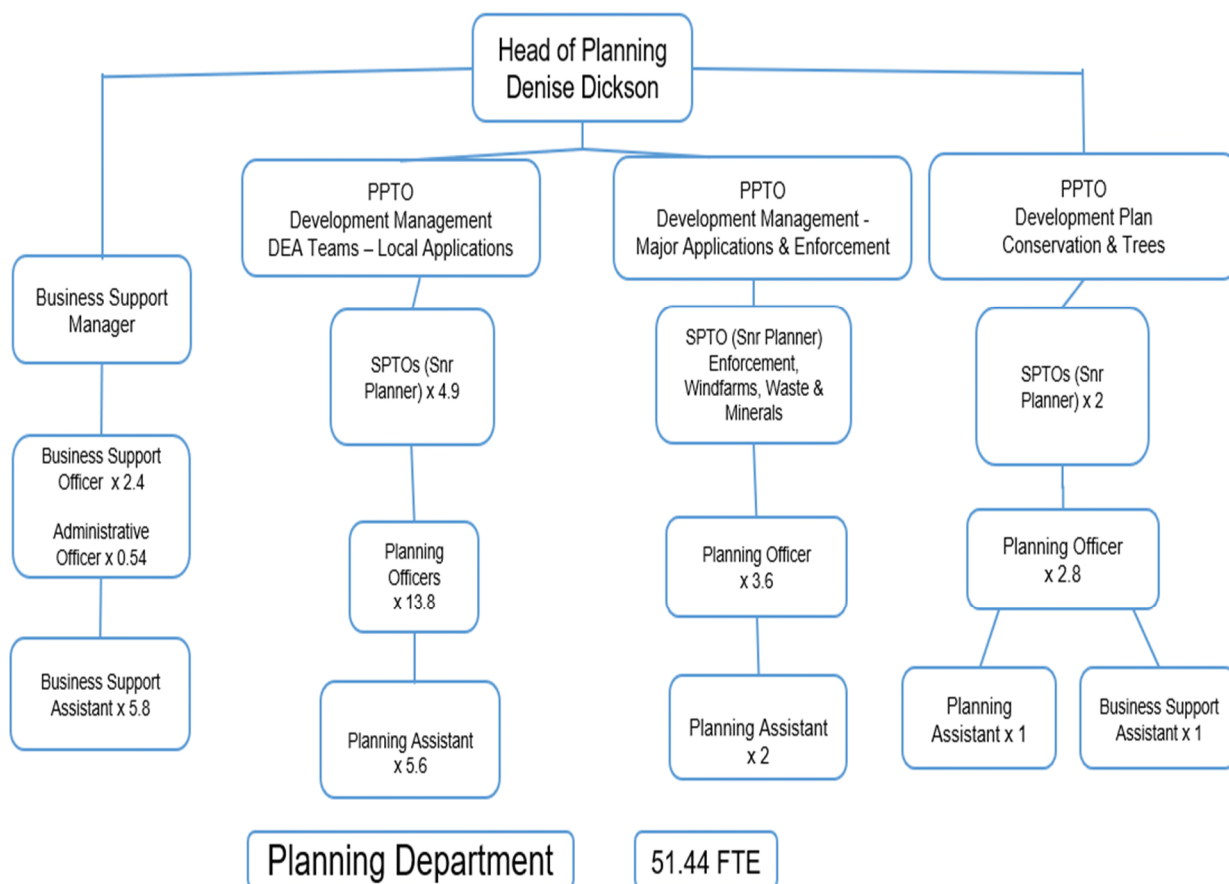 Head of Planning
Denise Dickson
PPTO
Development Management
DEA Teams – Local Applications
PPTO
Development Management -
Major Applications & Enforcement
PPTO
Development Plan
Conservation & Trees
Business Support
Manager
SPTOs (Snr
Planner) x 4.9
SPTO (Snr Planner)
Enforcement,
Windfarms, Waste &
Minerals
SPTOs (Snr
Planner) x 2
Business Support
Officer x 2.4
Administrative
Officer x 0.54
Planning
Officers
x 13.8
Planning Officer
x 3.6
Planning Officer
x 2.8
Business Support
Assistant x 5.8
Planning Assistant
x 5.6
Planning Assistant
x 2
Planning
Assistant x 1
Business Support
Assistant x 1
Planning Department
51.44 FTE